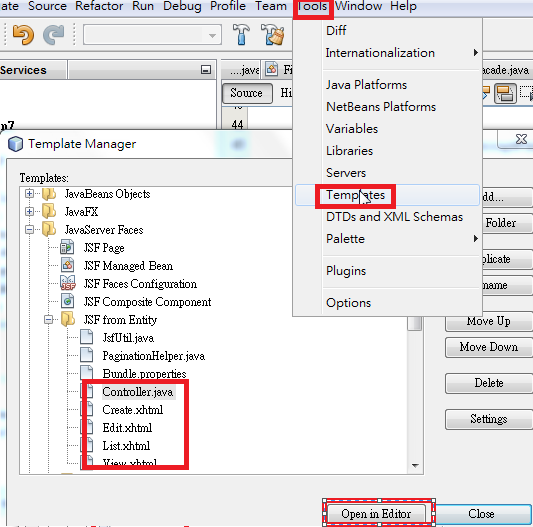 ate Source Refactor Run Debug Profile Team Tools Window Help
Diff
Internationalization
Java Platforms
NetBeans Platforms
Variables
Libraries
Servers
Templates
DTDs and XML Schemas
Palette
Plugins
Options
Services
....java
Fi
acade.java
Source
Hi
44
Template Manager
Templates:
JavaBeans Objects
JavaFX
JavaServer Faces
JSF Page
JSF Managed Bean
JSF Faces Configuration
JSF Composite Component
JSF from Entity
JsfUtil.java
PaginationHelper.java
Bundle.properties
Controller.java
Create.xhtml
Edit.xhtml
List.xhtml
View.xhtml
dd...
Folder
plicate
name
Move Up
Move Down
Delete
Settings
Open in Editor
Close